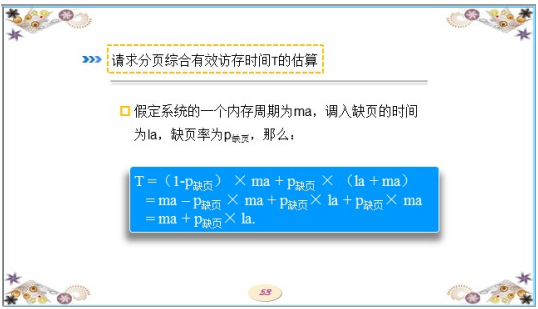 请求分页综合有效访存时间T的估算
假定系统的一个内存周期为ma，调入缺页的时间
为la，缺页率为p缺页，那么：
T =（1-p缺页）× ma + p缺页 ×（la + ma）
= ma – p缺页 × ma + p缺页× la + p缺页× ma
= ma + p缺页× la.
53